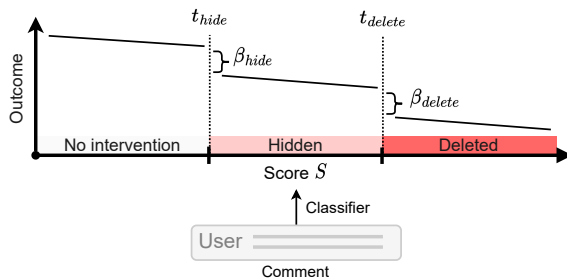 t_hide
t_delete
β_hide
β_delete
Outcome
No intervention
Hidden
Deleted
Score S
Classifier
User
Comment